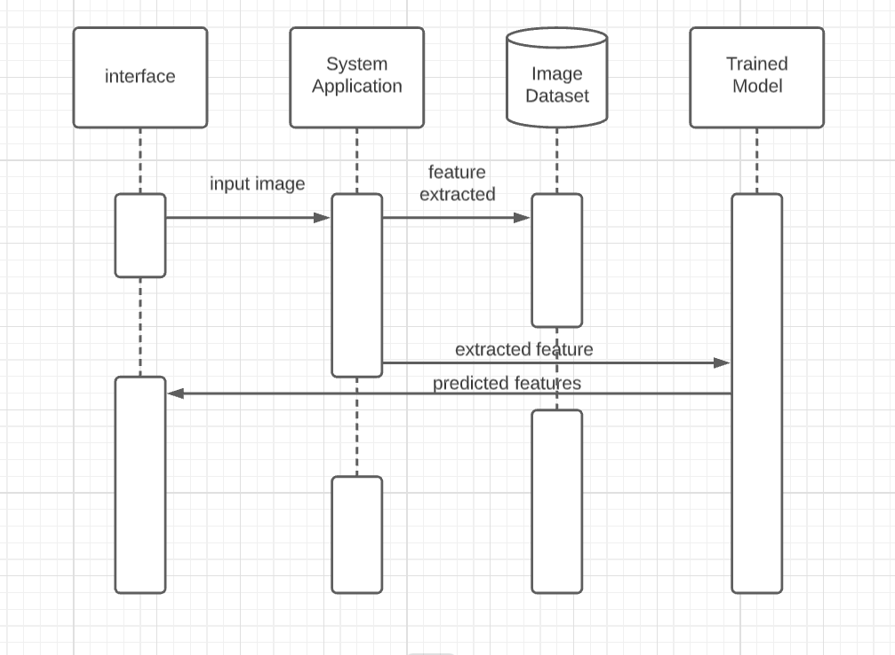 interface
System
Application
Image
Dataset
Trained
Model
input image
feature
extracted
extracted feature
predicted features